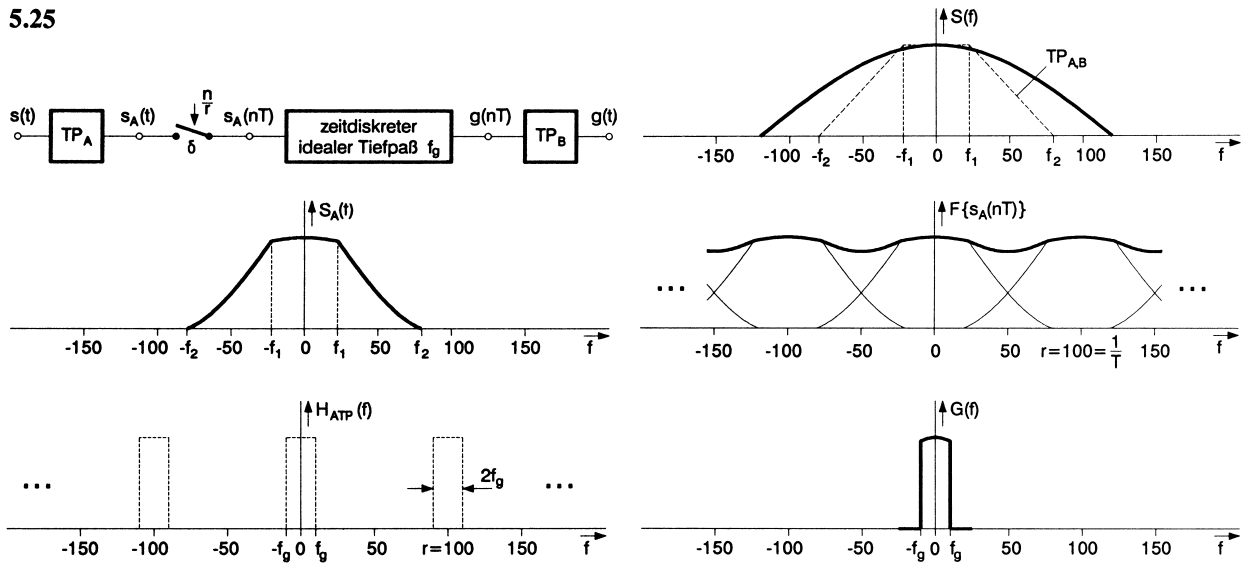 5.25
s(t) TP_A s_A(t) n/r δ s_A(nT) zeitdiskreter idealer Tiefpaß f_g g(nT) TP_B g(t)
S(f)
TP_A,B
-150 -100 -f_2 -50 -f_1 0 f_1 50 f_2 100 150 f
S_A(t)
-150 -100 -f_2 -50 -f_1 0 f_1 50 f_2 100 150 f
F{s_A(nT)}
... ...
-150 -100 -50 0 50 r=100=1/T 150 f
H_ATP(f)
2f_g
... ...
-150 -100 -50 -f_g 0 f_g 50 r=100 150 f
G(f)
-150 -100 -50 -f_g 0 f_g 50 100 150 f